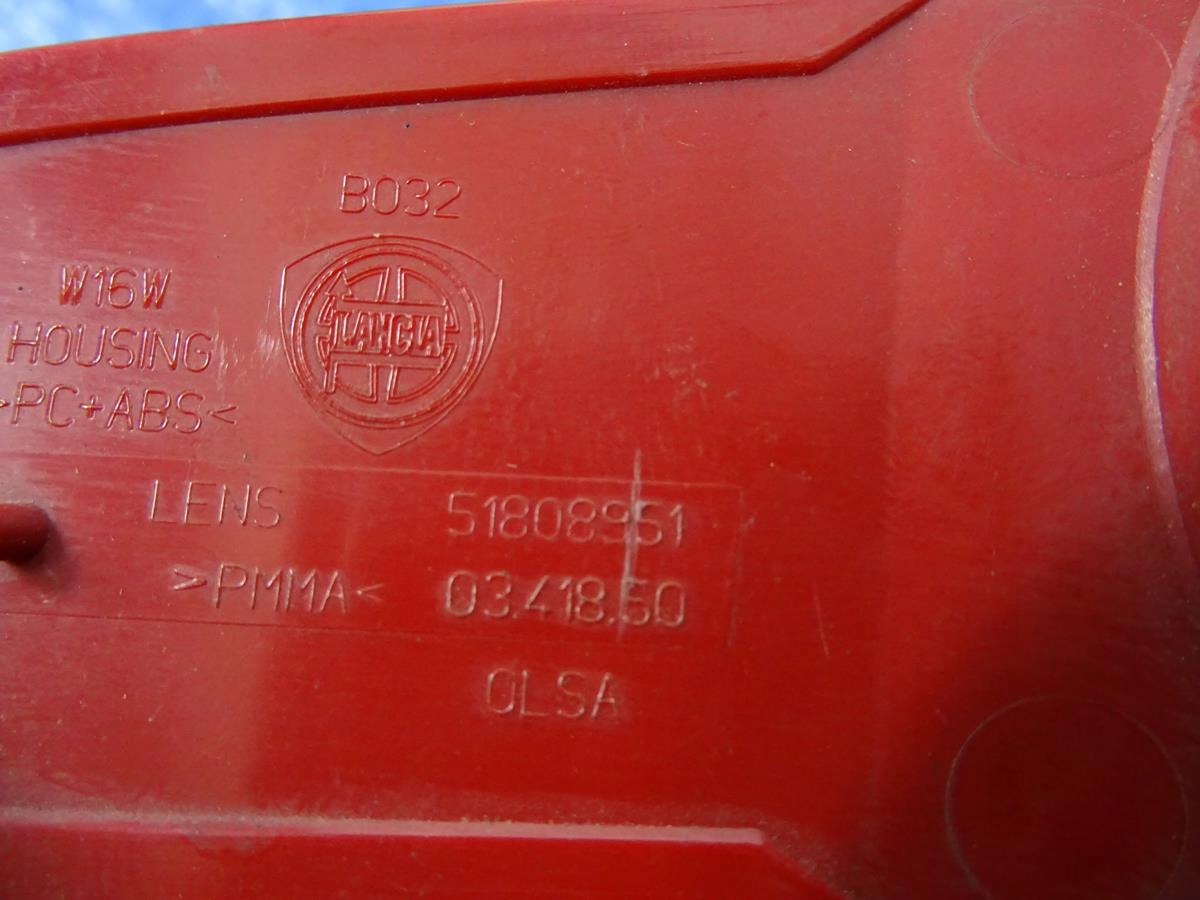 B032
LANCIA
W16W
HOUSING
>PC+ABS<
LENS 51808951
>PMMA< 03.418.50
OLSA